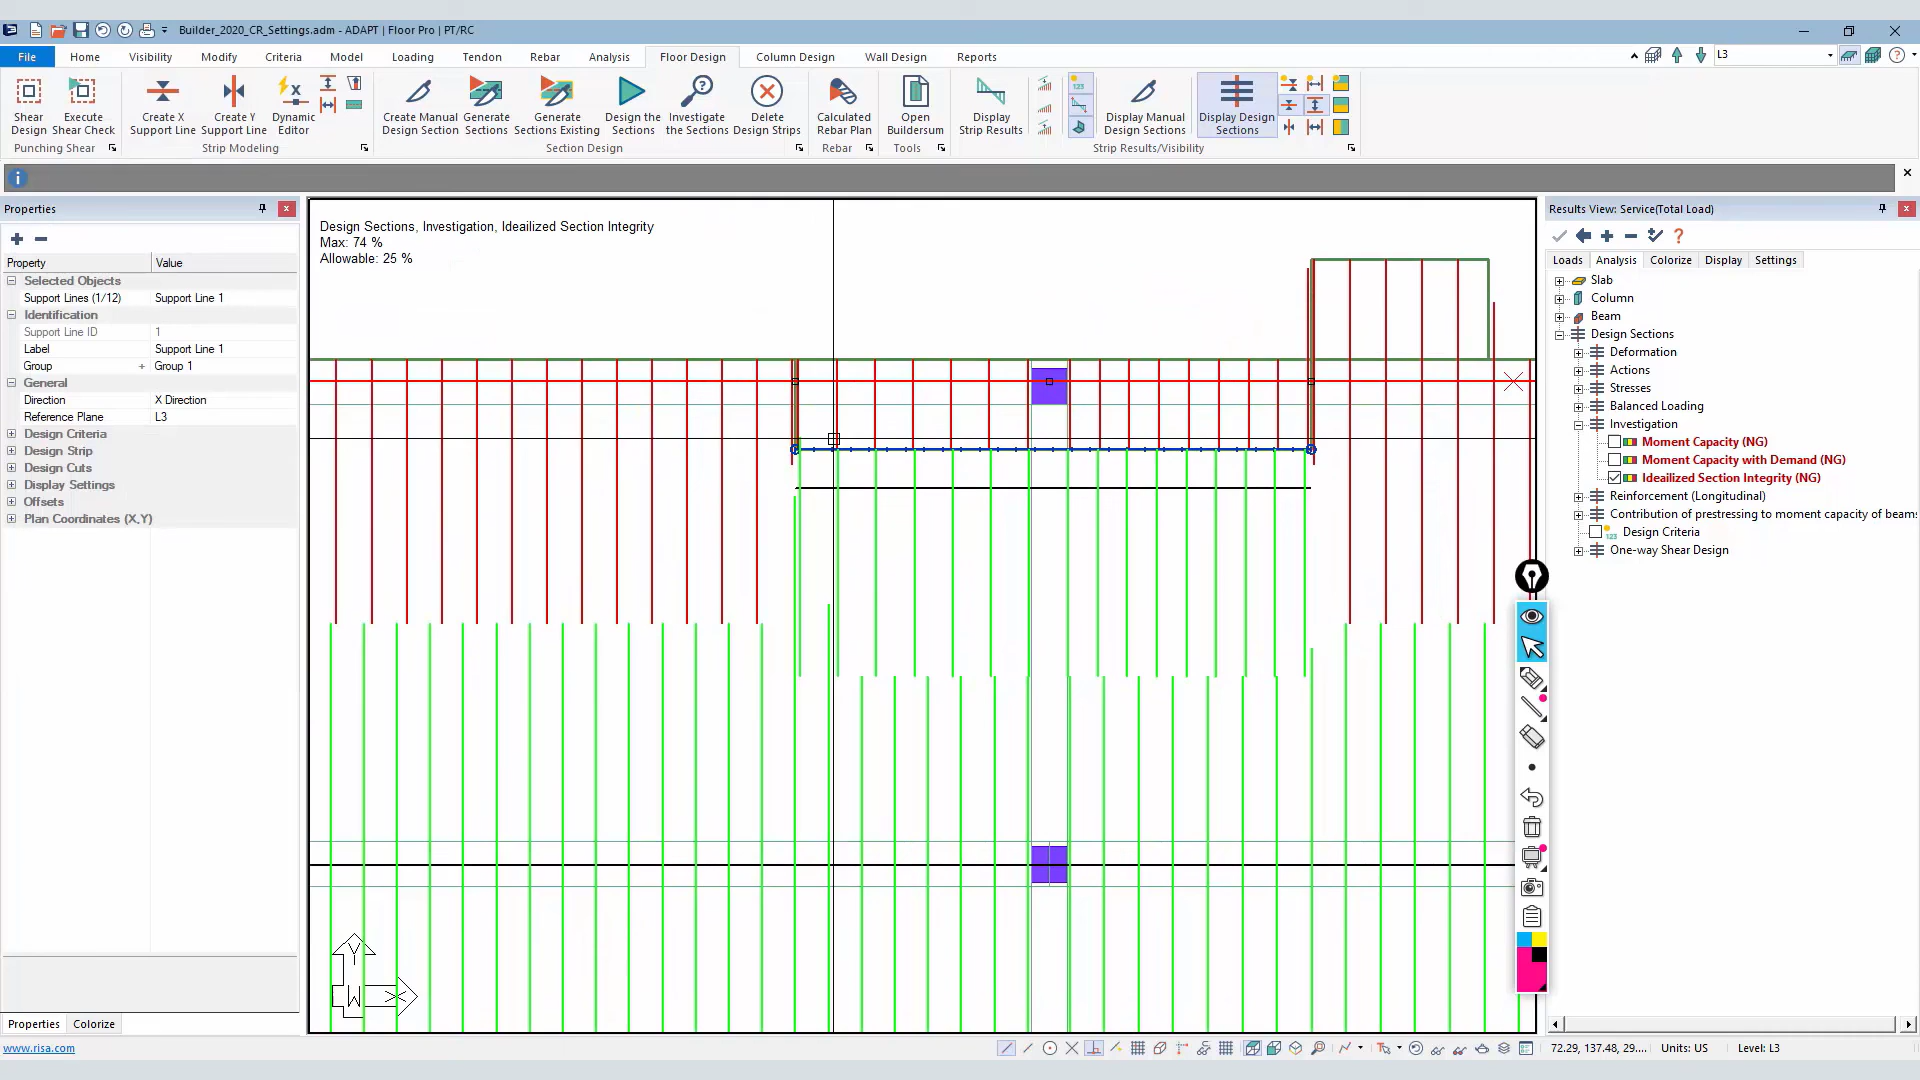 Builder_2020_CR_Settings.adm - ADAPT | Floor Pro | PT/RC
File Home Visibility Modify Criteria Model Loading Tendon Rebar Analysis Floor Design Column Design Wall Design Reports
L3
Shear Design
Execute Shear Check
Punching Shear
Create X Support Line
Create Y Support Line
Dynamic Editor
Strip Modeling
Create Manual Design Section
Generate Sections
Generate Sections Existing
Design the Sections
Investigate the Sections
Delete Design Strips
Section Design
Calculated Rebar Plan
Rebar
Open Buildersum
Tools
Display Strip Results
123
Display Manual Design Sections
Display Design Sections
Strip Results/Visibility
Properties
Property Value
Selected Objects
Support Lines (1/12) Support Line 1
Identification
Support Line ID 1
Label Support Line 1
Group + Group 1
General
Direction X Direction
Reference Plane L3
Design Criteria
Design Strip
Design Cuts
Display Settings
Offsets
Plan Coordinates (X,Y)
Properties Colorize
www.risa.com
Design Sections, Investigation, Ideailized Section Integrity
Max: 74 %
Allowable: 25 %
Y
W X
Results View: Service(Total Load)
Loads Analysis Colorize Display Settings
Slab
Column
Beam
Design Sections
Deformation
Actions
Stresses
Balanced Loading
Investigation
Moment Capacity (NG)
Moment Capacity with Demand (NG)
Ideailized Section Integrity (NG)
Reinforcement (Longitudinal)
Contribution of prestressing to moment capacity of beam
123 Design Criteria
One-way Shear Design
72.29, 137.48, 29.... Units: US Level: L3